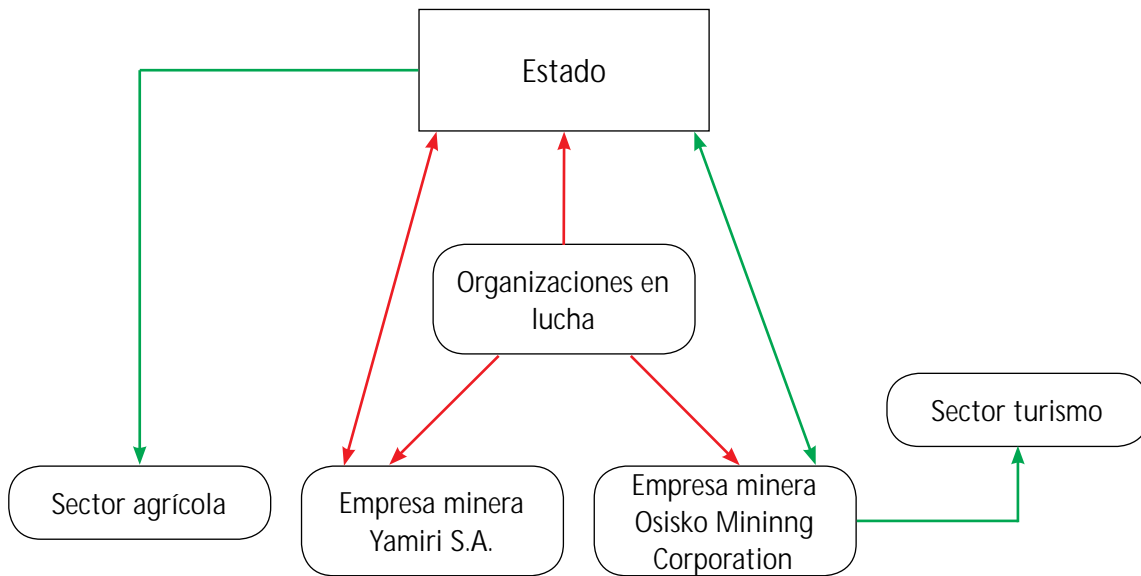 Estado
Organizaciones en
lucha
Sector turismo
Sector agrícola
Empresa minera
Yamiri S.A.
Empresa minera
Osisko Mininng
Corporation